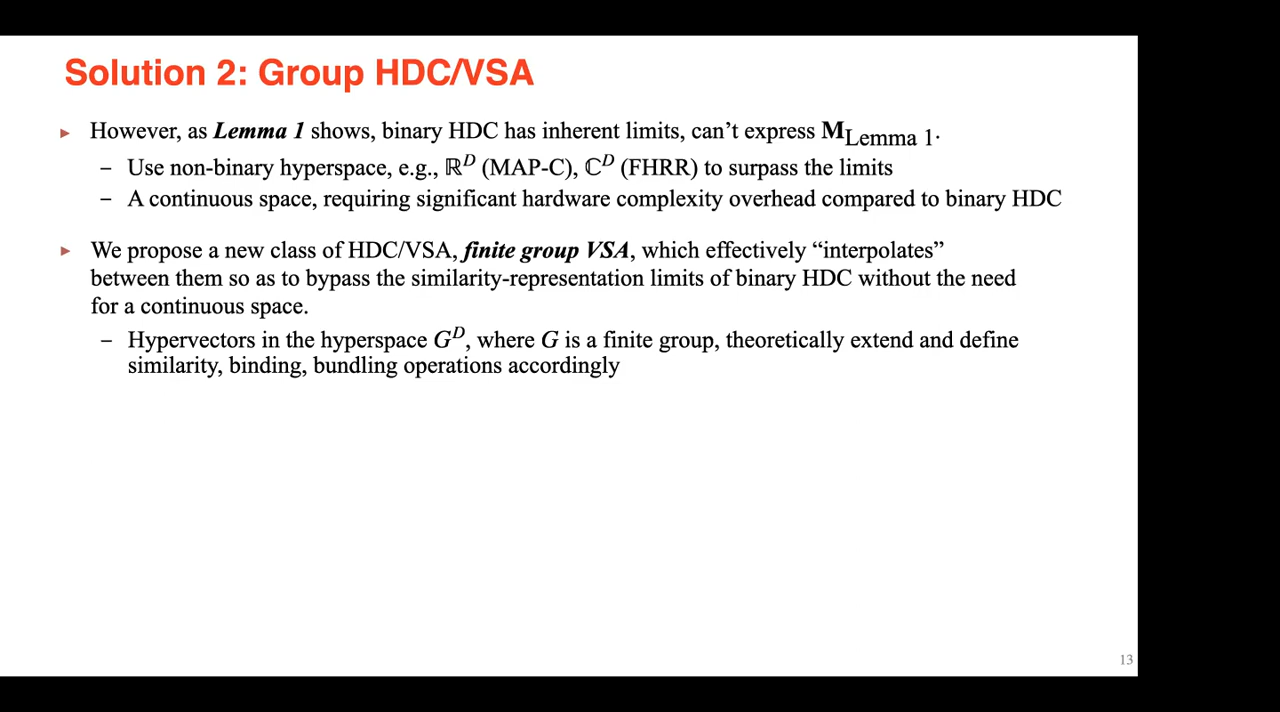 Solution 2: Group HDC/VSA
▸ However, as Lemma 1 shows, binary HDC has inherent limits, can’t express M_Lemma 1.
– Use non-binary hyperspace, e.g., ℝ^D (MAP-C), ℂ^D (FHRR) to surpass the limits
– A continuous space, requiring significant hardware complexity overhead compared to binary HDC
▸ We propose a new class of HDC/VSA, finite group VSA, which effectively “interpolates”
between them so as to bypass the similarity-representation limits of binary HDC without the need
for a continuous space.
– Hypervectors in the hyperspace G^D, where G is a finite group, theoretically extend and define
similarity, binding, bundling operations accordingly
13